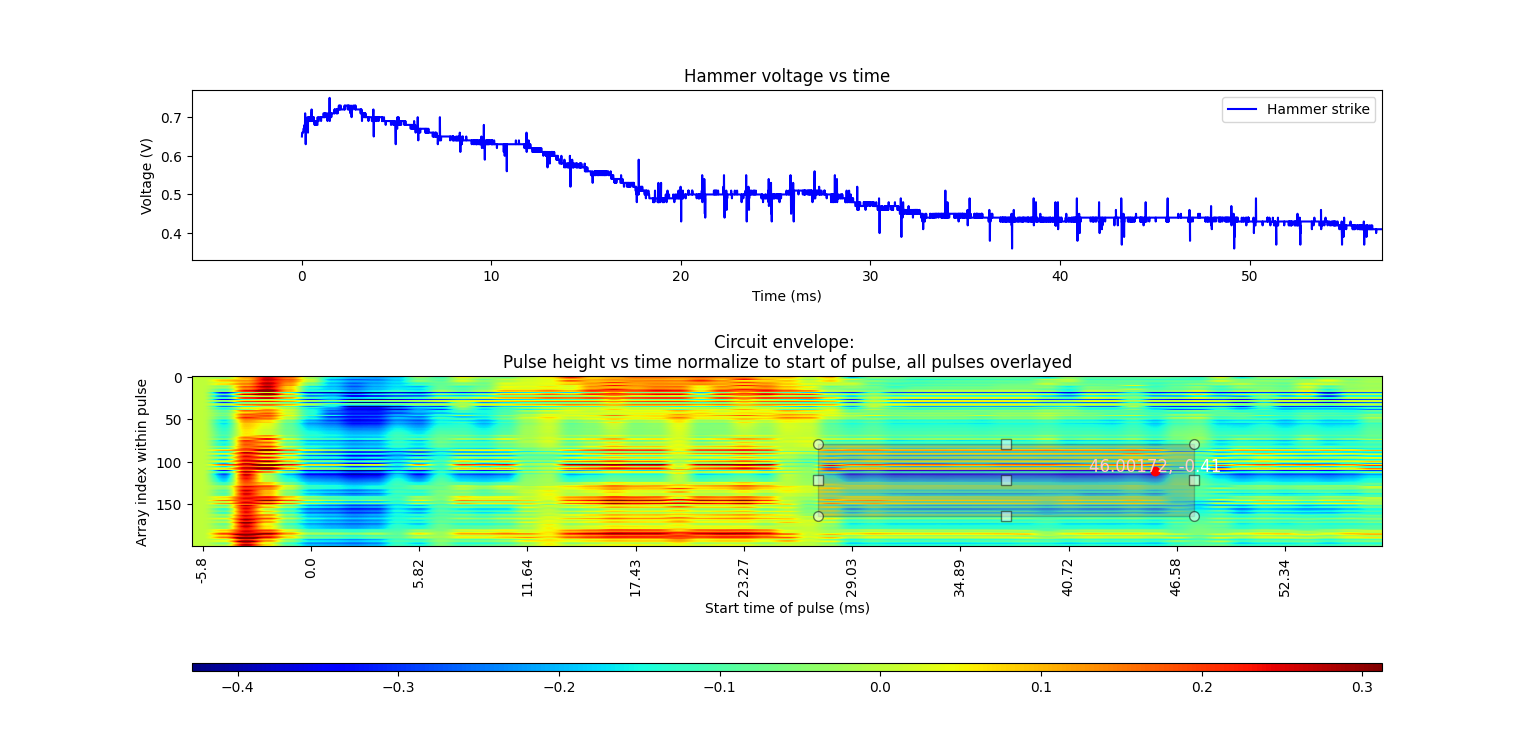 Hammer voltage vs time
Hammer strike
Voltage (V)
0.7
0.6
0.5
0.4
0 10 20 30 40 50
Time (ms)
Circuit envelope:
Pulse height vs time normalize to start of pulse, all pulses overlayed
Array index within pulse
0
50
100
150
46.00172, -0.41
-5.8 0.0 5.82 11.64 17.43 23.27 29.03 34.89 40.72 46.58 52.34
Start time of pulse (ms)
−0.4 −0.3 −0.2 −0.1 0.0 0.1 0.2 0.3